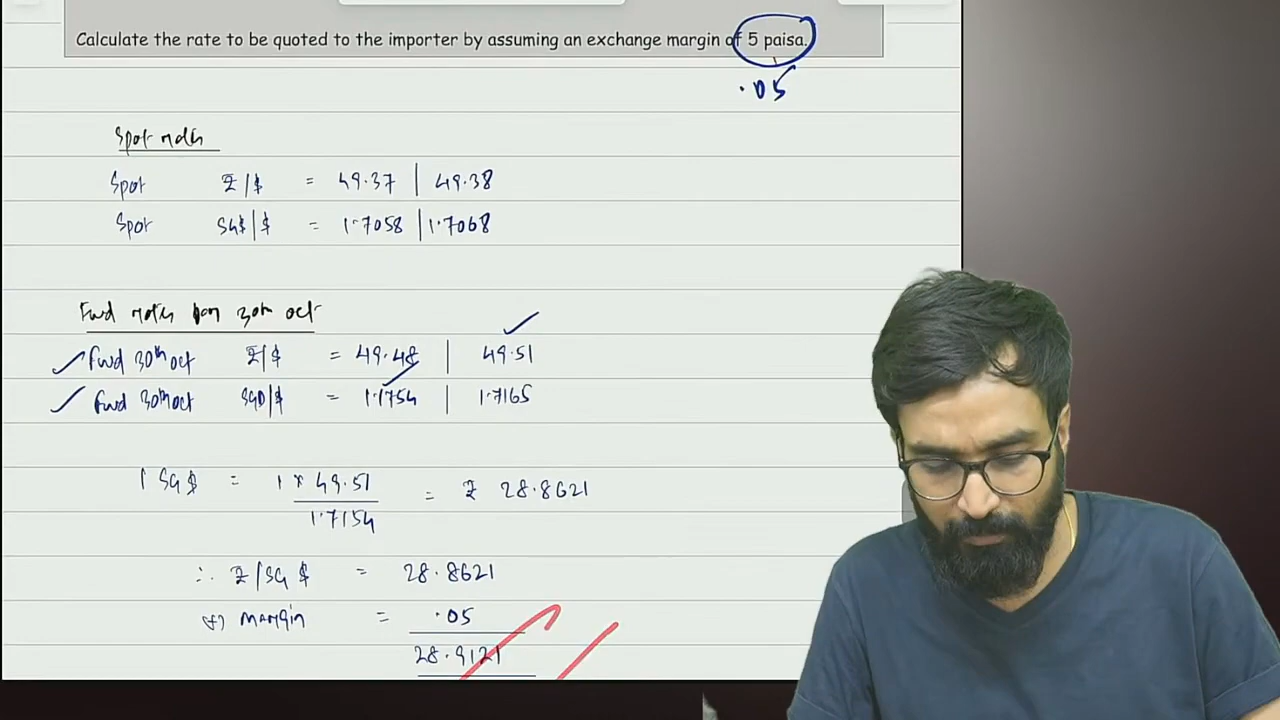 Calculate the rate to be quoted to the importer by assuming an exchange margin of 5 paisa.
.05
Spot rates
Spot ₹/$ = 49.37 | 49.38
Spot SG$/$ = 1.7058 | 1.7068
Fwd rates for 30th oct
Fwd 30th oct ₹/$ = 49.48 | 49.51
Fwd 30th oct SGD/$ = 1.7154 | 1.7165
1 SG $ = 1 × 49.51 = ₹ 28.8621
1.7154
∴ ₹/SG $ = 28.8621
(+) margin = .05
28.9121